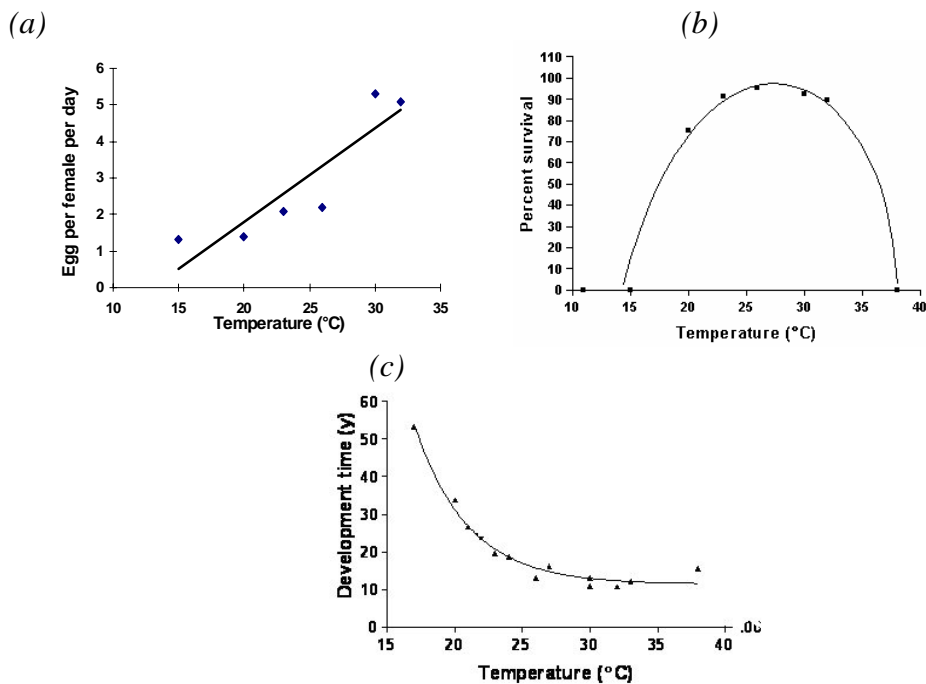 (a)
(b)
Egg per female per day
6
5
4
3
2
1
0
10 15 20 25 30 35
Temperature (°C)
Percent survival
110
100
90
80
70
60
50
40
30
20
10
0
10 15 20 25 30 35 40
Temperature (°C)
(c)
Development time (y)
60
50
40
30
20
10
0
15 20 25 30 35 40
Temperature (°C)